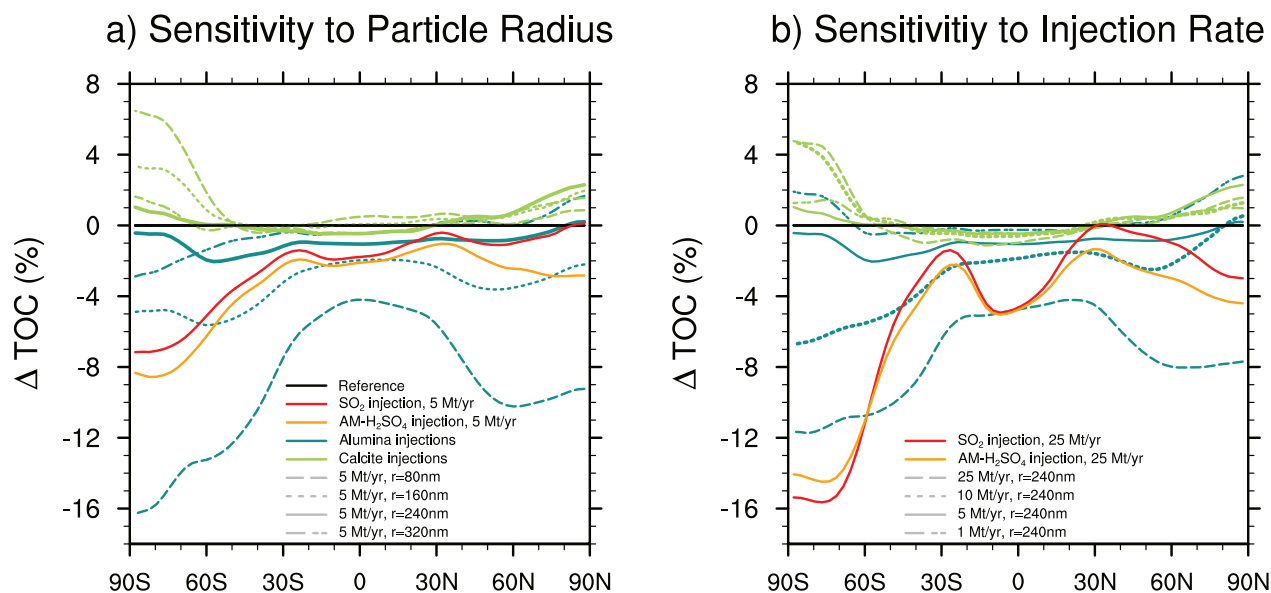 a) Sensitivity to Particle Radius
8
4
0
-4
-8
-12
-16
Δ TOC (%)
Reference
SO₂ injection, 5 Mt/yr
AM-H₂SO₄ injection, 5 Mt/yr
Alumina injections
Calcite injections
5 Mt/yr, r=80nm
5 Mt/yr, r=160nm
5 Mt/yr, r=240nm
5 Mt/yr, r=320nm
90S 60S 30S 0 30N 60N 90N
b) Sensitivitiy to Injection Rate
8
4
0
-4
-8
-12
-16
Δ TOC (%)
SO₂ injection, 25 Mt/yr
AM-H₂SO₄ injection, 25 Mt/yr
25 Mt/yr, r=240nm
10 Mt/yr, r=240nm
5 Mt/yr, r=240nm
1 Mt/yr, r=240nm
90S 60S 30S 0 30N 60N 90N